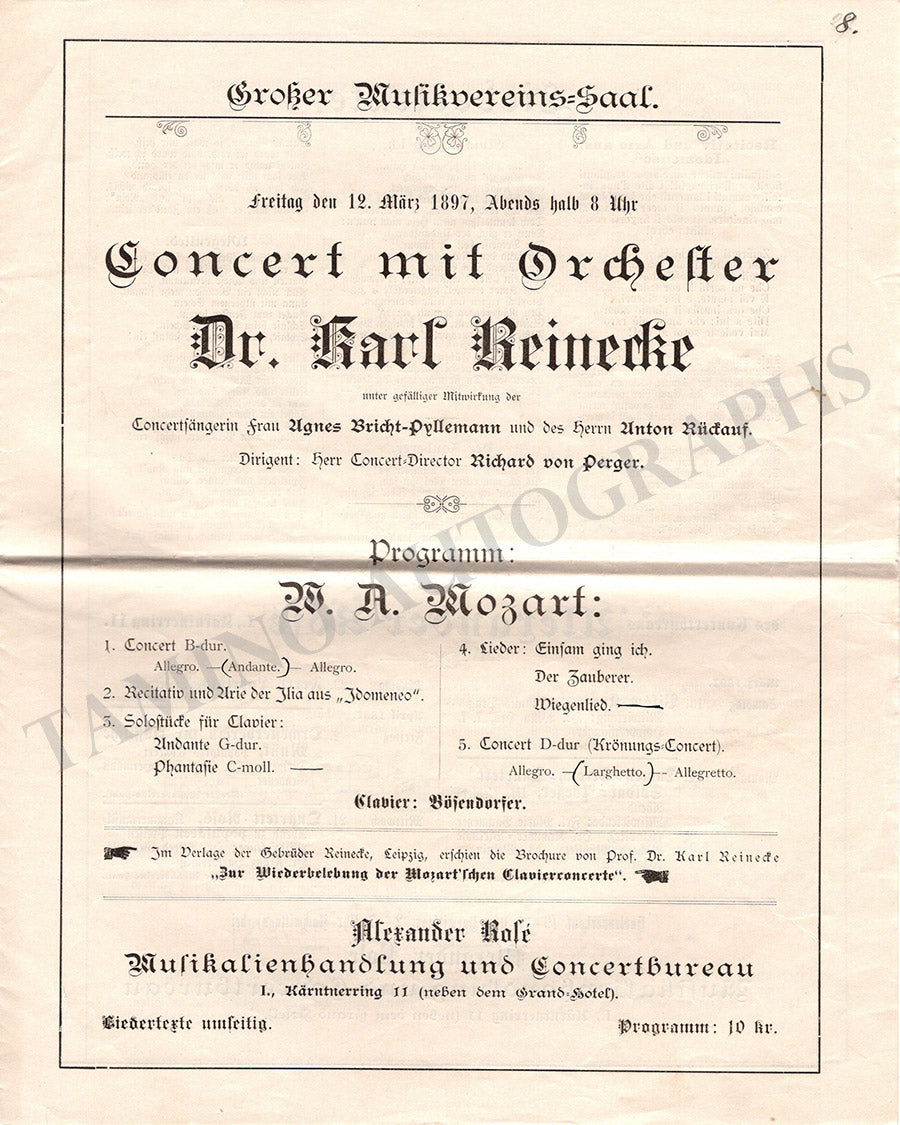 8.
Großer Musikvereins=Saal.
Freitag den 12. März 1897, Abends halb 8 Uhr
Concert mit Orchester
Dr. Karl Reinecke
unter gefälliger Mitwirkung der
Concertsängerin Frau Agnes Bricht-Pyllemann und des Herrn Anton Rückauf.
Dirigent: Herr Concert=Director Richard von Perger.
Programm:
W. A. Mozart:
1. Concert B-dur.
Allegro. —(Andante.)— Allegro.
2. Recitativ und Arie der Ilia aus „Idomeneo“.
3. Solostücke für Clavier:
Andante G-dur.
Phantasie C-moll. —
4. Lieder: Einsam ging ich.
Der Zauberer.
Wiegenlied. —
5. Concert D-dur (Krönungs=Concert).
Allegro. —(Larghetto.)— Allegretto.
Clavier: Bösendorfer.
Im Verlage der Gebrüder Reinecke, Leipzig, erschien die Brochure von Prof. Dr. Karl Reinecke
„Zur Wiederbelebung der Mozart'schen Clavierconcerte“.
Alexander Rosé
Musikalienhandlung und Concertbureau
I., Kärntnerring 11 (neben dem Grand=Hotel).
Liedertexte umseitig.
Programm: 10 kr.
TAMINO AUTOGRAPHS